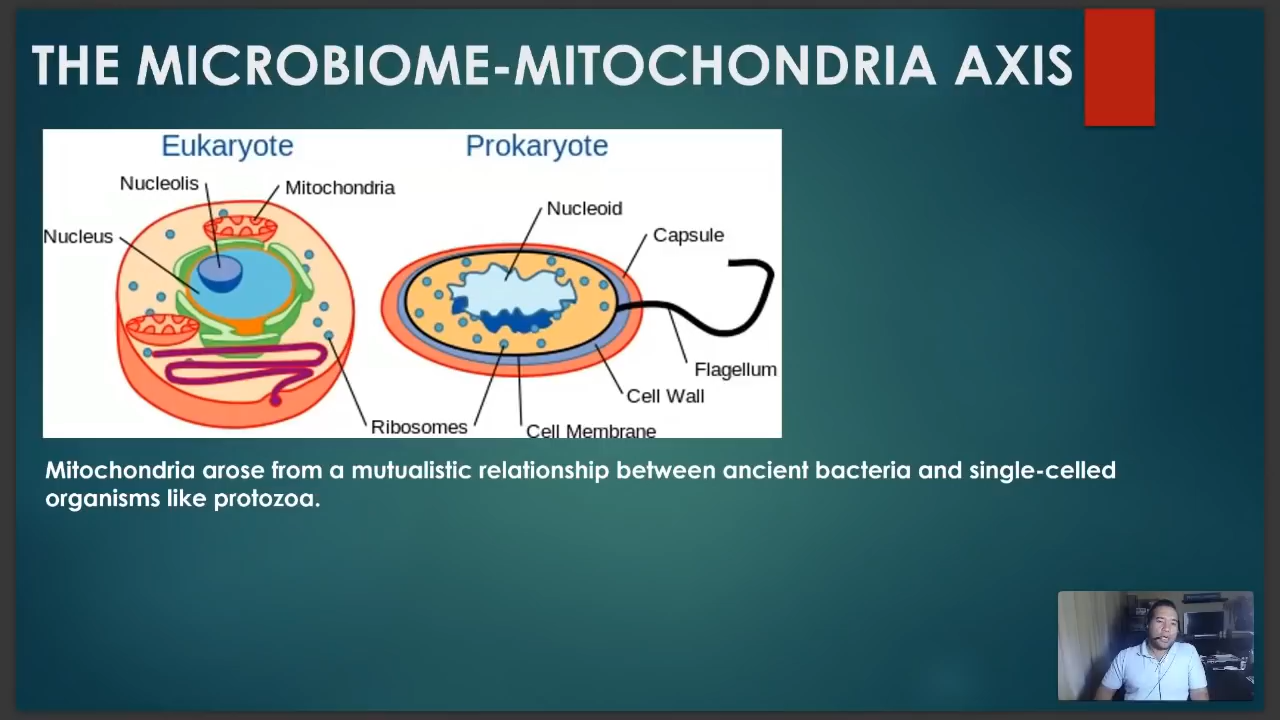 THE MICROBIOME-MITOCHONDRIA AXIS
Eukaryote
Prokaryote
Nucleolis
Mitochondria
Nucleus
Nucleoid
Capsule
Flagellum
Cell Wall
Ribosomes
Cell Membrane
Mitochondria arose from a mutualistic relationship between ancient bacteria and single-celled
organisms like protozoa.